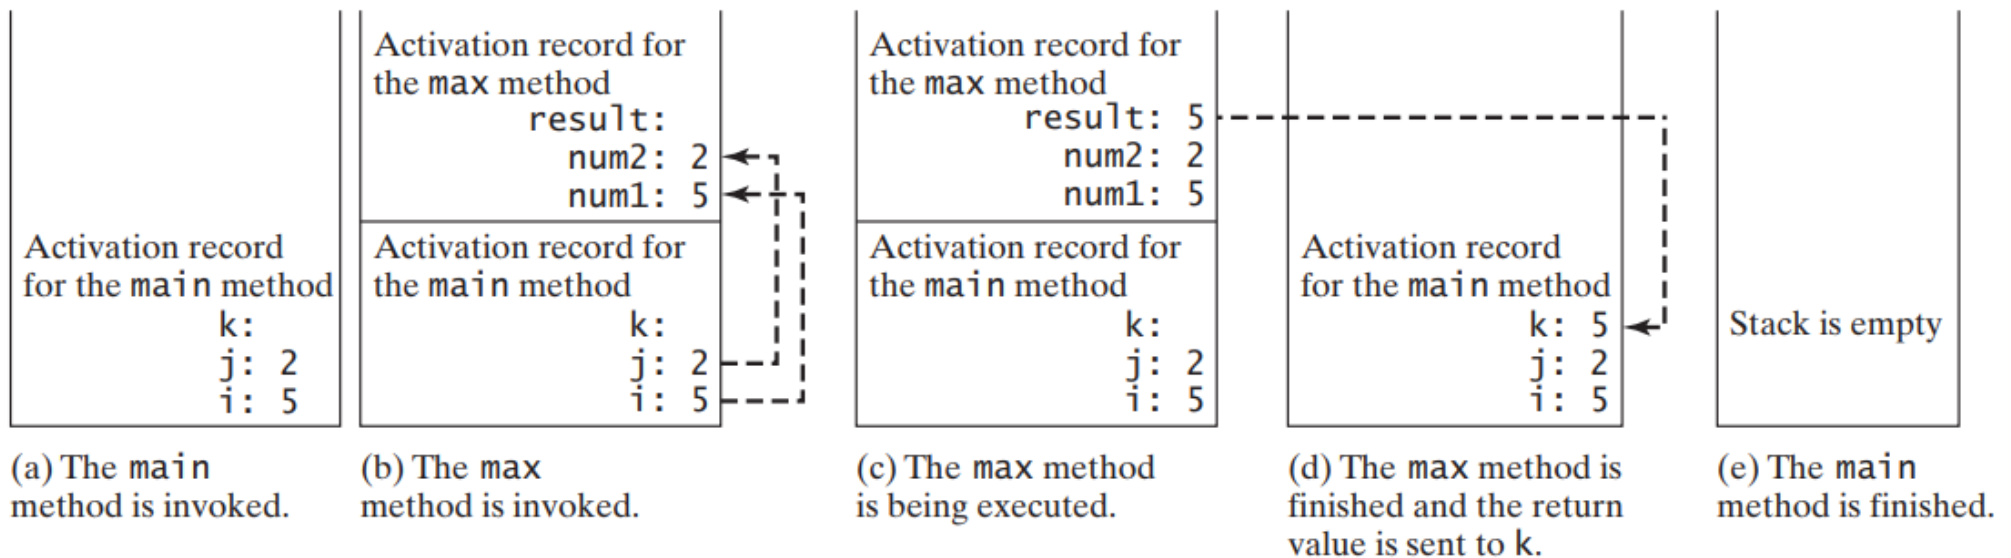 Activation record
for the main method
k:
j: 2
i: 5
(a) The main
method is invoked.
Activation record for
the max method
result:
num2: 2
num1: 5
Activation record for
the main method
k:
j: 2
i: 5
(b) The max
method is invoked.
Activation record for
the max method
result: 5
num2: 2
num1: 5
Activation record for
the main method
k:
j: 2
i: 5
(c) The max method
is being executed.
Activation record
for the main method
k: 5
j: 2
i: 5
(d) The max method is
finished and the return
value is sent to k.
Stack is empty
(e) The main
method is finished.